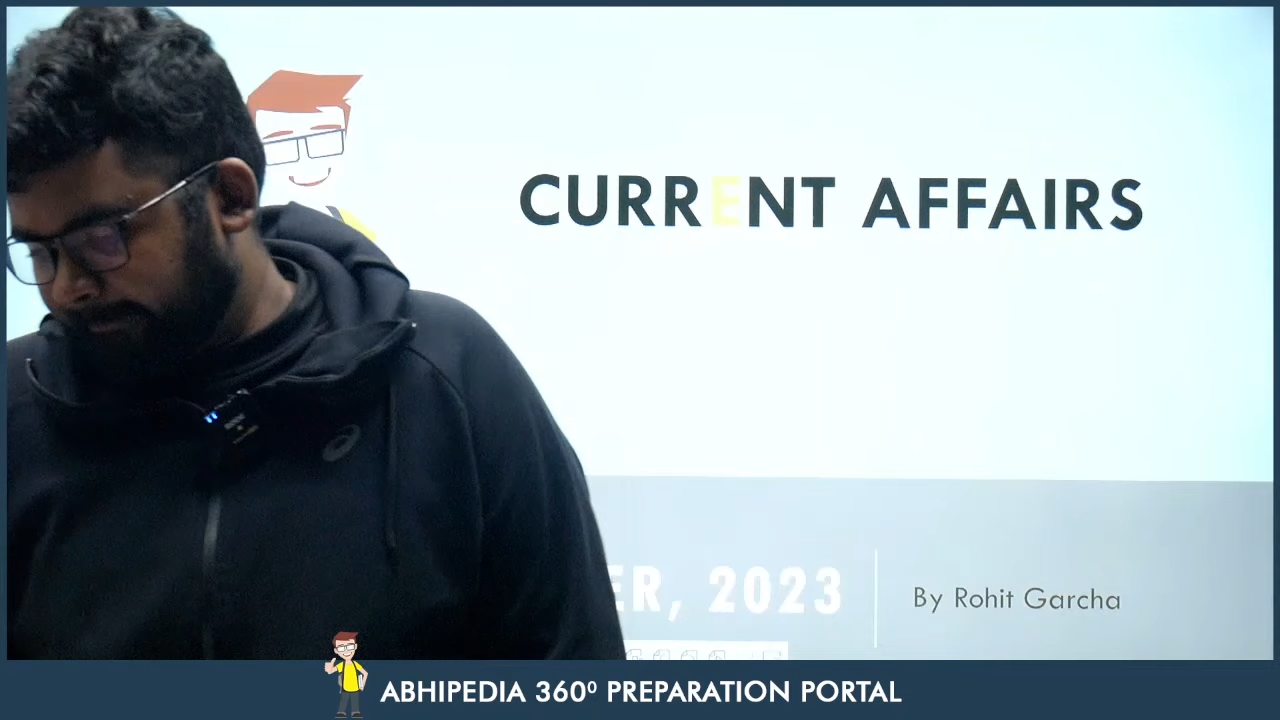 CURRENT AFFAIRS
ER, 2023
By Rohit Garcha
ABHIPEDIA 360⁰ PREPARATION PORTAL